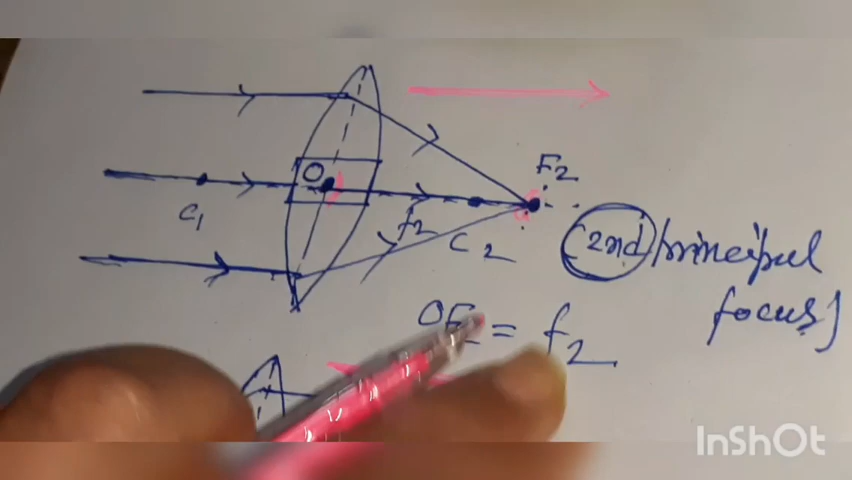 O
F2
C1
f2
C2
(2nd principal
focus)
OF2 = f2
InShOt